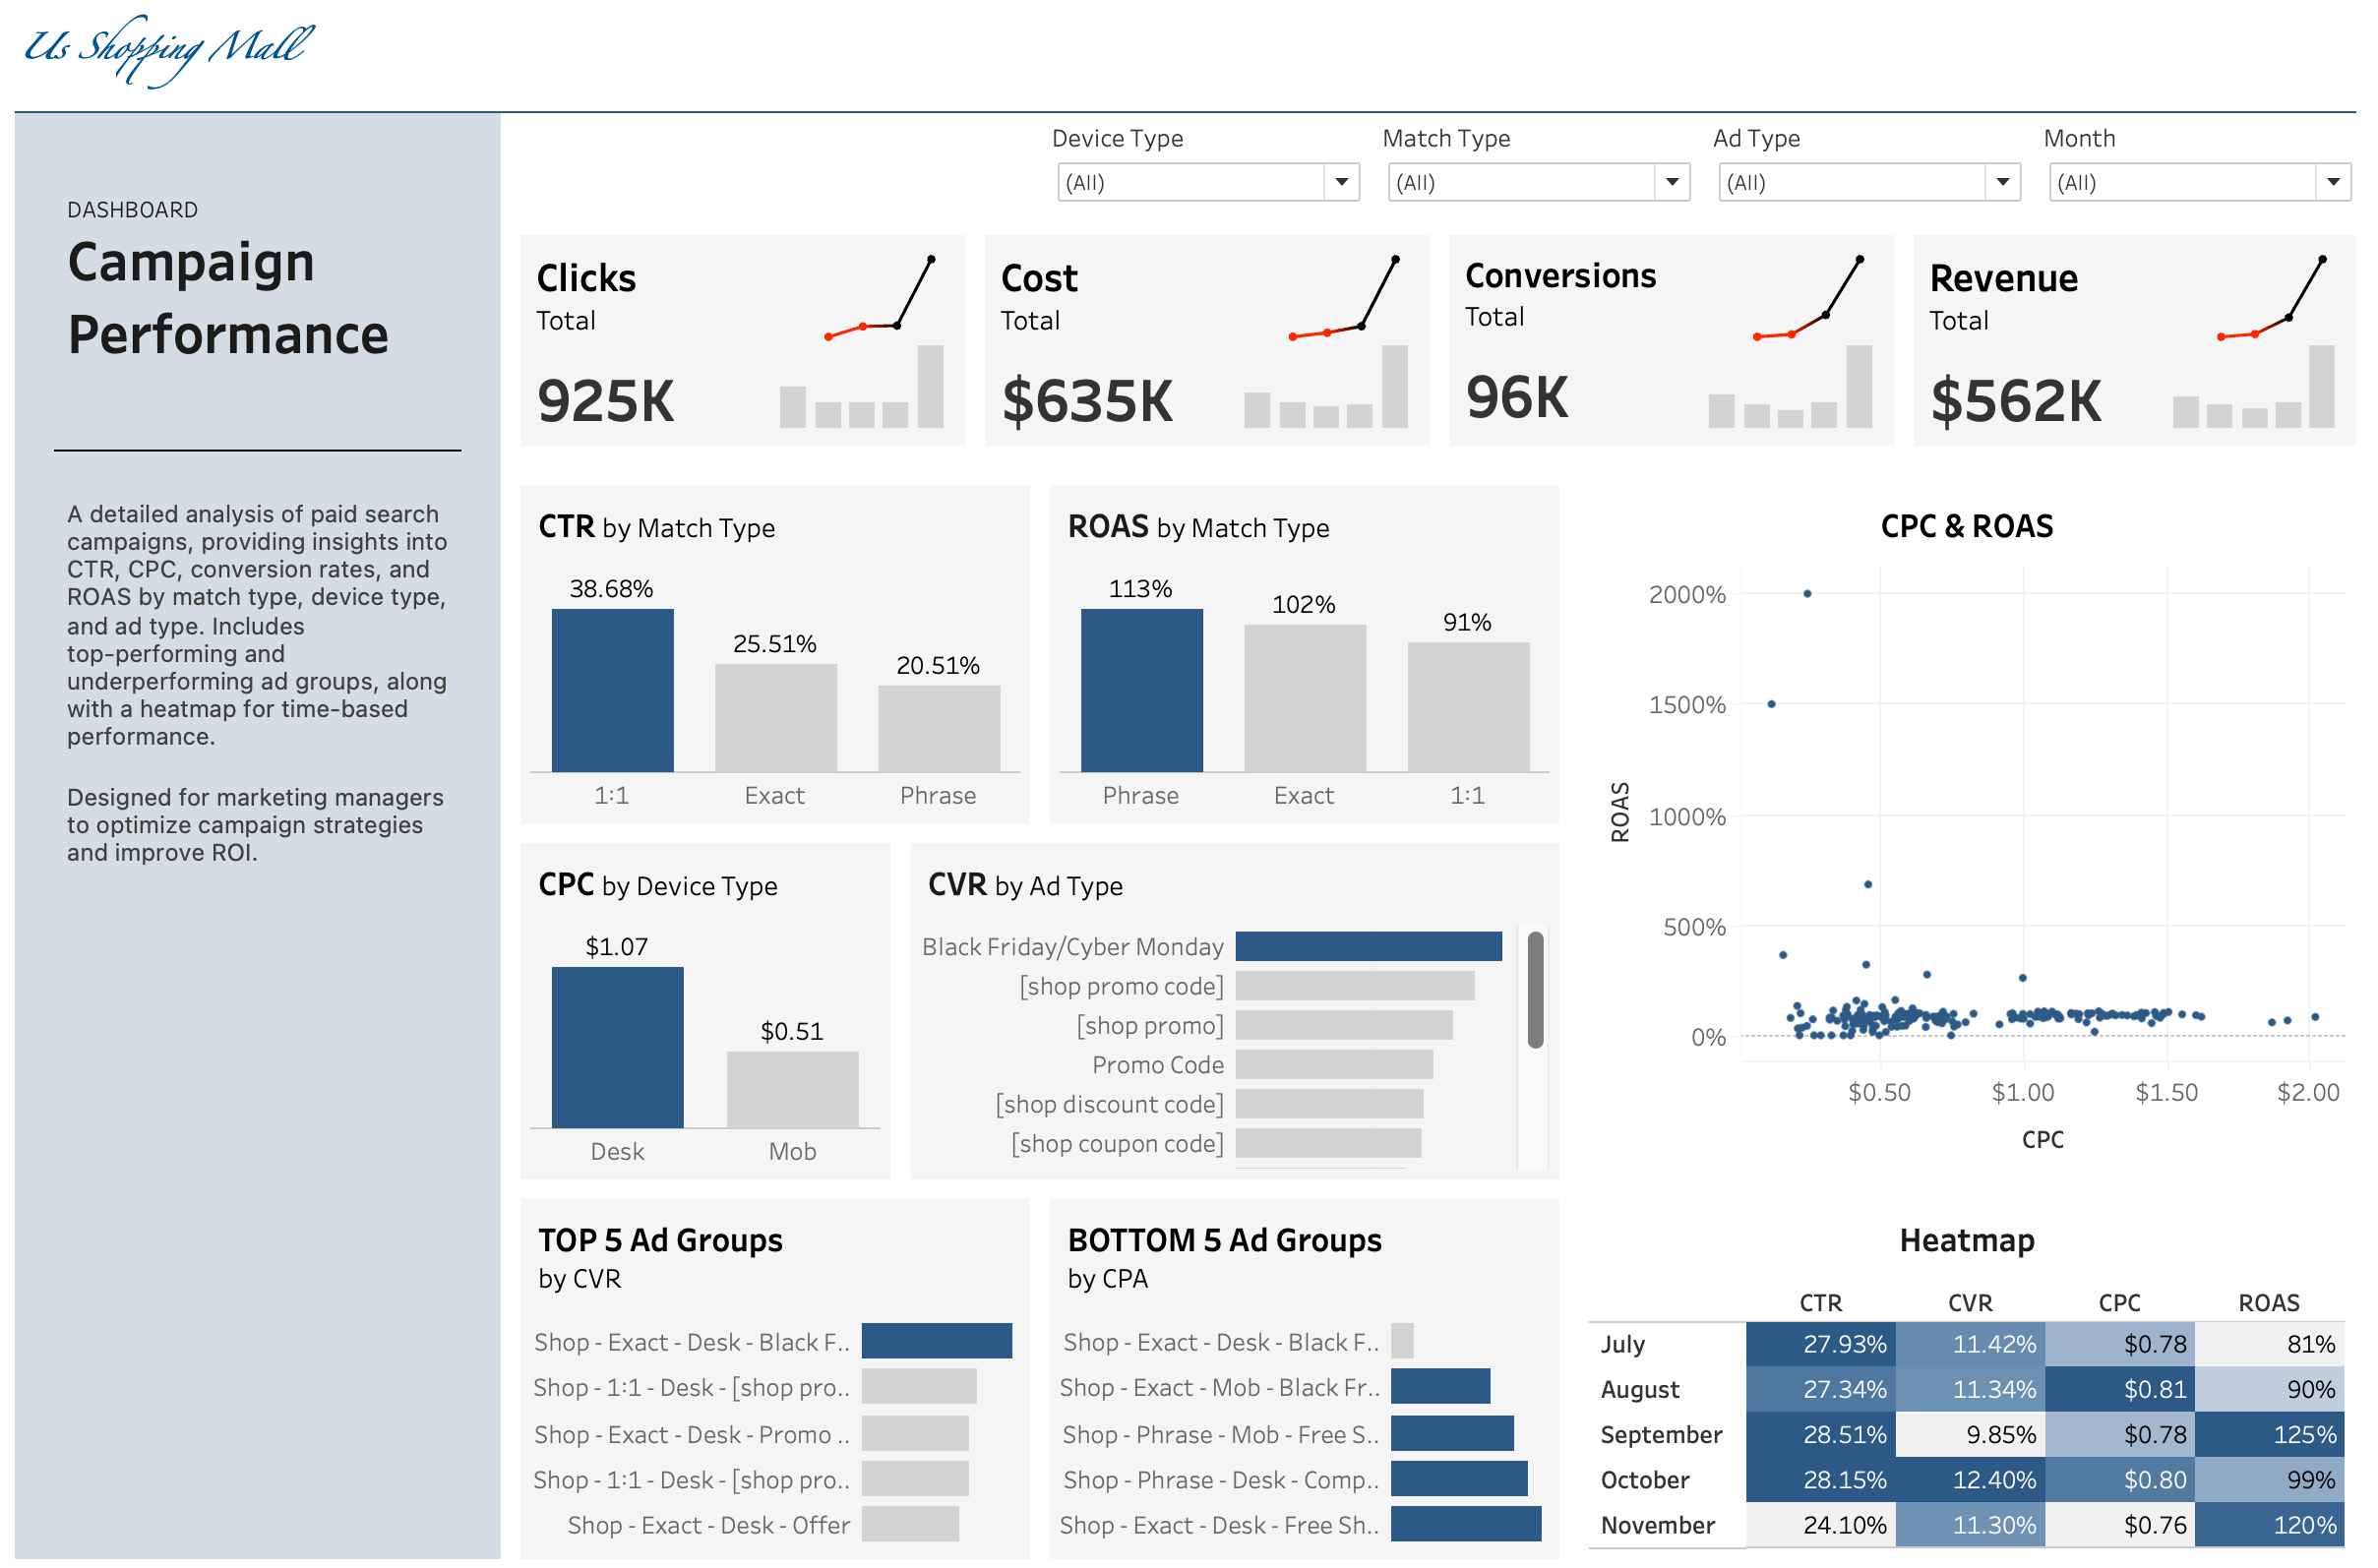 Us Shopping Mall
Device Type
Match Type
Ad Type
Month
(All)
(All)
(All)
(All)
DASHBOARD
Campaign
Performance
A detailed analysis of paid search
campaigns, providing insights into
CTR, CPC, conversion rates, and
ROAS by match type, device type,
and ad type. Includes
top-performing and
underperforming ad groups, along
with a heatmap for time-based
performance.
Designed for marketing managers
to optimize campaign strategies
and improve ROI.
Clicks
Total
925K
Cost
Total
$635K
Conversions
Total
96K
Revenue
Total
$562K
CTR by Match Type
38.68%
25.51%
20.51%
1:1
Exact
Phrase
ROAS by Match Type
113%
102%
91%
Phrase
Exact
1:1
CPC & ROAS
2000%
1500%
1000%
500%
0%
ROAS
$0.50
$1.00
$1.50
$2.00
CPC
CPC by Device Type
$1.07
$0.51
Desk
Mob
CVR by Ad Type
Black Friday/Cyber Monday
[shop promo code]
[shop promo]
Promo Code
[shop discount code]
[shop coupon code]
TOP 5 Ad Groups
by CVR
Shop - Exact - Desk - Black F..
Shop - 1:1 - Desk - [shop pro..
Shop - Exact - Desk - Promo ..
Shop - 1:1 - Desk - [shop pro..
Shop - Exact - Desk - Offer
BOTTOM 5 Ad Groups
by CPA
Shop - Exact - Desk - Black F..
Shop - Exact - Mob - Black Fr..
Shop - Phrase - Mob - Free S..
Shop - Phrase - Desk - Comp..
Shop - Exact - Desk - Free Sh..
Heatmap
CTR CVR CPC ROAS
July 27.93% 11.42% $0.78 81%
August 27.34% 11.34% $0.81 90%
September 28.51% 9.85% $0.78 125%
October 28.15% 12.40% $0.80 99%
November 24.10% 11.30% $0.76 120%